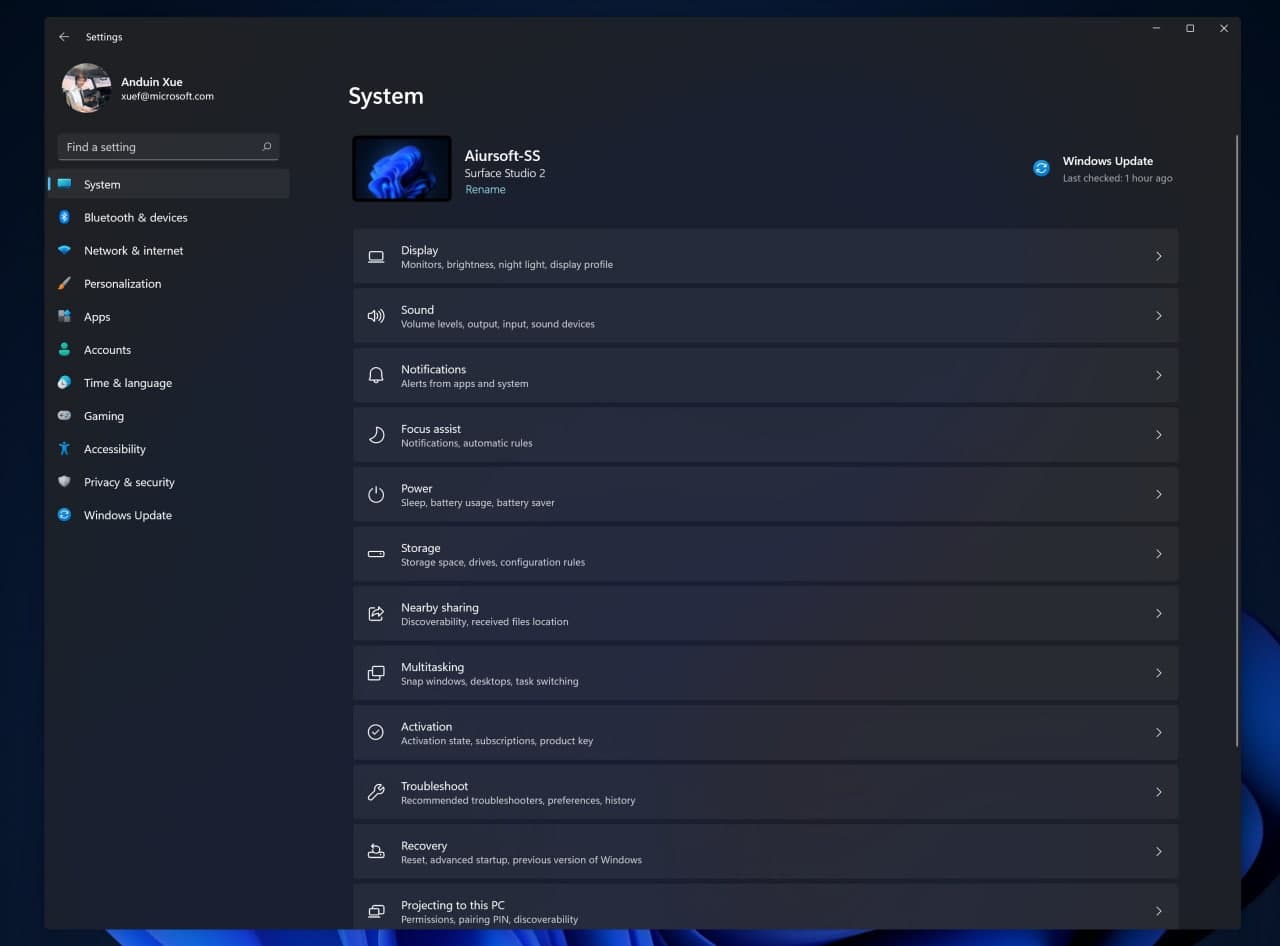 Settings
Anduin Xue
xuef@microsoft.com
Find a setting
System
Bluetooth & devices
Network & internet
Personalization
Apps
Accounts
Time & language
Gaming
Accessibility
Privacy & security
Windows Update
System
Aiursoft-SS
Surface Studio 2
Rename
Windows Update
Last checked: 1 hour ago
Display
Monitors, brightness, night light, display profile
Sound
Volume levels, output, input, sound devices
Notifications
Alerts from apps and system
Focus assist
Notifications, automatic rules
Power
Sleep, battery usage, battery saver
Storage
Storage space, drives, configuration rules
Nearby sharing
Discoverability, received files location
Multitasking
Snap windows, desktops, task switching
Activation
Activation state, subscriptions, product key
Troubleshoot
Recommended troubleshooters, preferences, history
Recovery
Reset, advanced startup, previous version of Windows
Projecting to this PC
Permissions, pairing PIN, discoverability